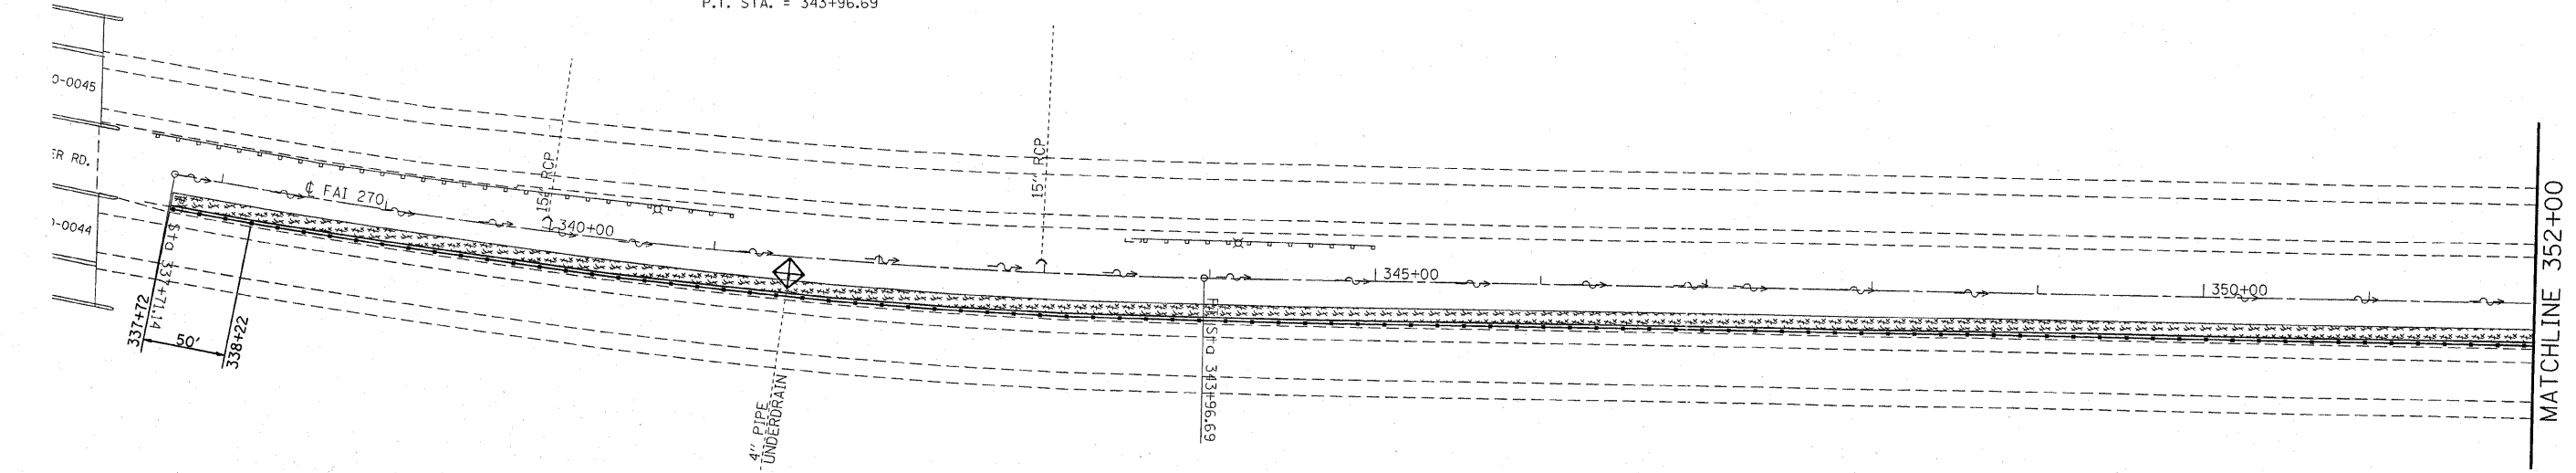 P.T. STA. = 343+96.69
0-0045
ER RD.
0-0044
℄ FAI 270
15" RCP
340+00
15" RCP
345+00
350+00
MATCHLINE 352+00
Sta 337+71.14
337+72
50'
338+22
4" PIPE
UNDERDRAIN
Sta 343+96.69